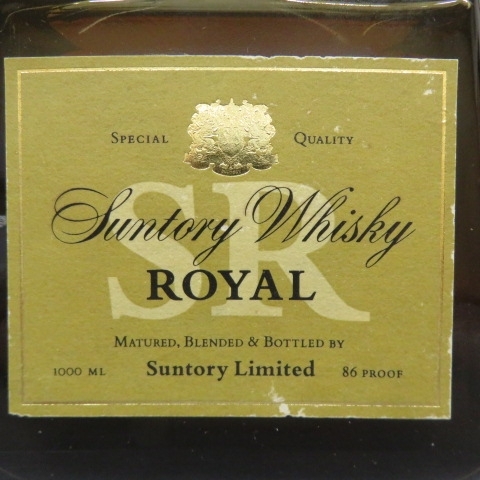 SPECIAL QUALITY
SR
Suntory Whisky
ROYAL
MATURED, BLENDED & BOTTLED BY
1000 ML Suntory Limited 86 PROOF